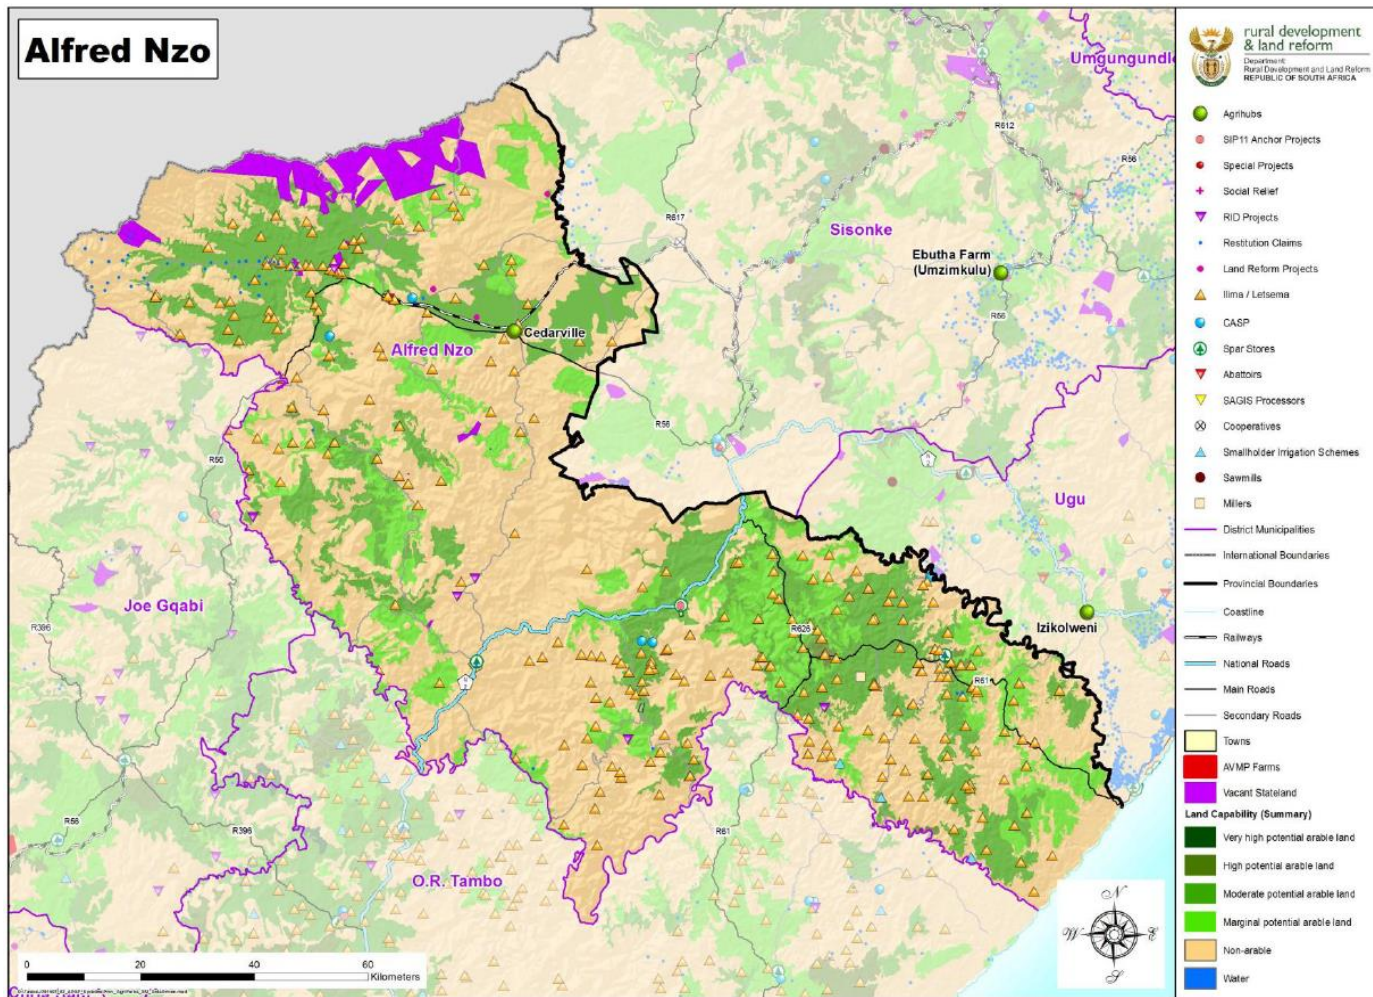 Alfred Nzo
Umgungundl
R612
R56
R617
Sisonke
Ebutha Farm
(Umzimkulu)
R56
Cedarville
Alfred Nzo
R56
R56
Ugu
Joe Gqabi
R396
Izikolweni
R61
R56
R396
R61
O.R. Tambo
0 20 40 60
Kilometers
N
W E
S
rural development
& land reform
Department:
Rural Development and Land Reform
REPUBLIC OF SOUTH AFRICA
Agrihubs
SIP11 Anchor Projects
Special Projects
Social Relief
RID Projects
Restitution Claims
Land Reform Projects
Ilima / Letsema
CASP
Spar Stores
Abattoirs
SAGIS Processors
Cooperatives
Smallholder Irrigation Schemes
Sawmills
Millers
District Municipalities
International Boundaries
Provincial Boundaries
Coastline
Railways
National Roads
Main Roads
Secondary Roads
Towns
AVMP Farms
Vacant Stateland
Land Capability (Summary)
Very high potential arable land
High potential arable land
Moderate potential arable land
Marginal potential arable land
Non-arable
Water